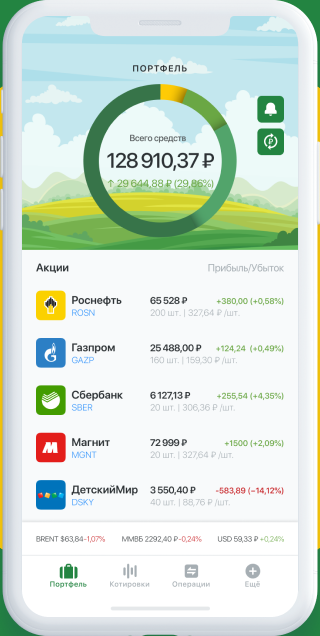 ПОРТФЕЛЬ
Всего средств
128 910,37 ₽
↑ 29 644,88 ₽ (29,86%)
Акции Прибыль/Убыток
Роснефть 65 528 ₽ +380,00 (+0,58%)
ROSN 200 шт. | 327,64 ₽ /шт.
Газпром 25 488,00 ₽ +124,24 (+0,49%)
GAZP 160 шт. | 159,30 ₽ /шт.
Сбербанк 6 127,13 ₽ +255,54 (+4,35%)
SBER 20 шт. | 306,36 ₽ /шт.
Магнит 72 999 ₽ +1500 (+2,09%)
MGNT 20 шт. | 327,64 ₽ /шт.
ДетскийМир 3 550,40 ₽ -583,89 (−14,12%)
DSKY 40 шт. | 88,76 ₽ /шт.
BRENT $63,84 -1,07% ММВБ 2292,40 ₽ -0,24% USD 59,33 ₽ +0,24%
Портфель Котировки Операции Ещё